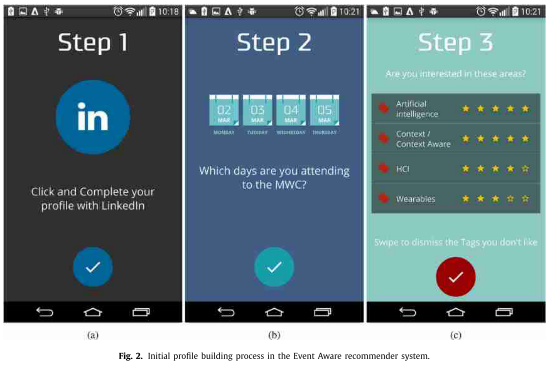 10:18
Step 1
in
Click and Complete your
profile with LinkedIn
(a)
10:21
Step 2
02 MAR 03 MAR 04 MAR 05 MAR
MONDAY TUESDAY WEDNESDAY THURSDAY
Which days are you attending
to the MWC?
(b)
10:21
Step 3
Are you interested in these areas?
Artificial
intelligence
Context /
Context Aware
HCI
Wearables
Swipe to dismiss the Tags you don't like
(c)
Fig. 2. Initial profile building process in the Event Aware recommender system.